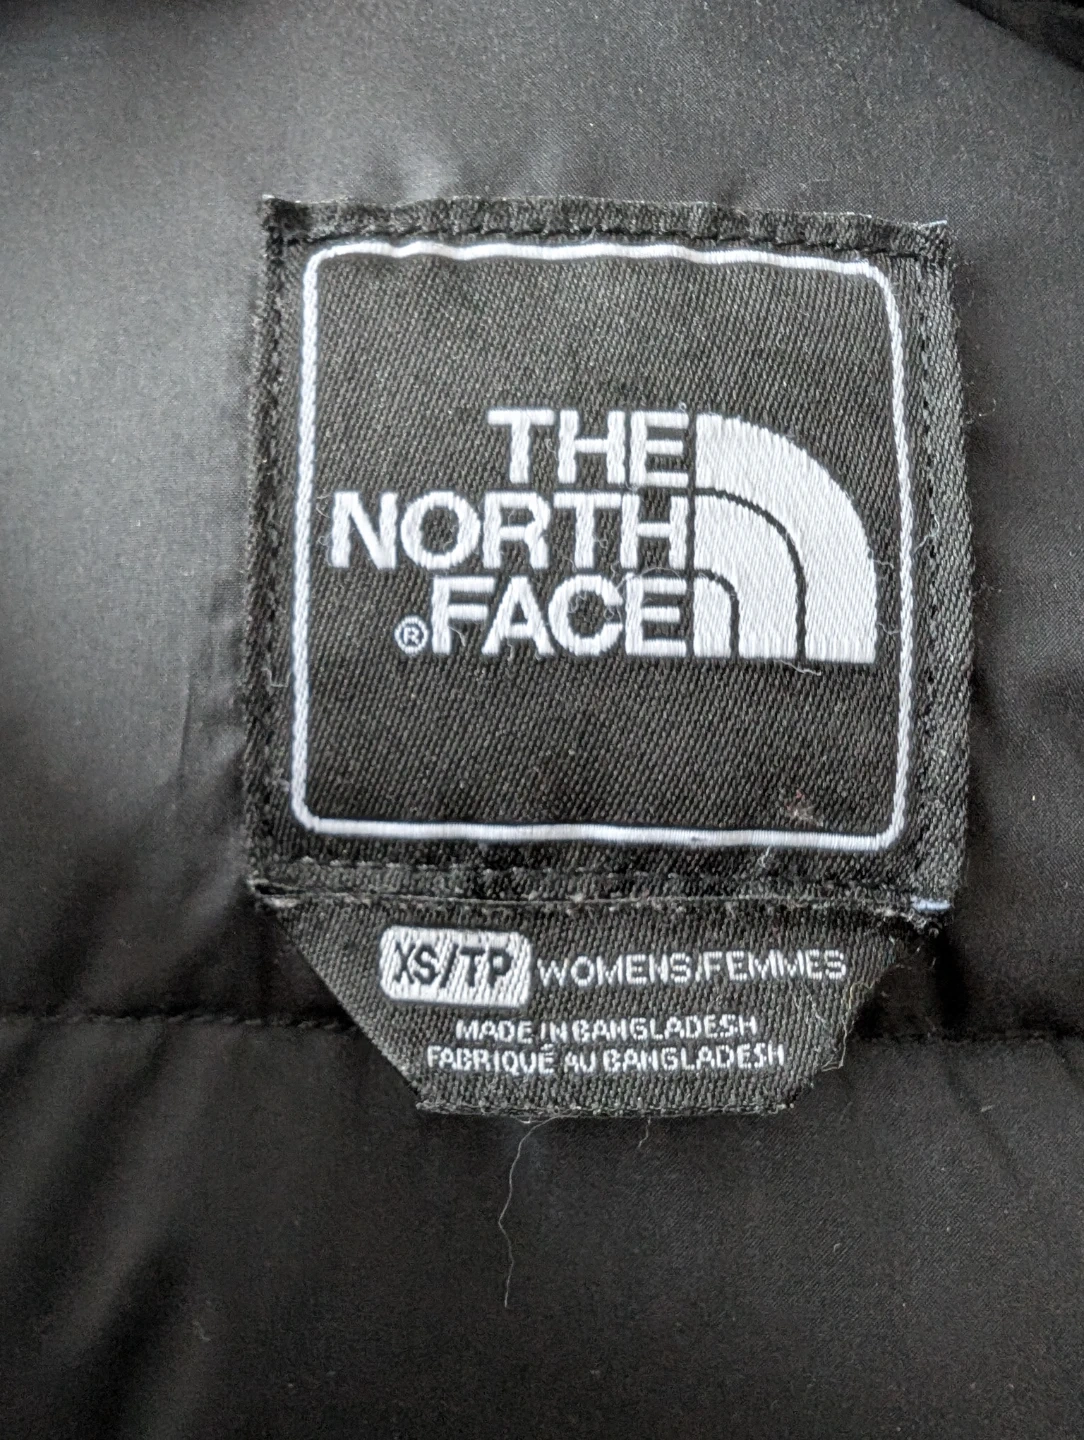 THE
NORTH
®FACE
XS/TP WOMENS/FEMMES
MADE IN BANGLADESH
FABRIQUÉ AU BANGLADESH